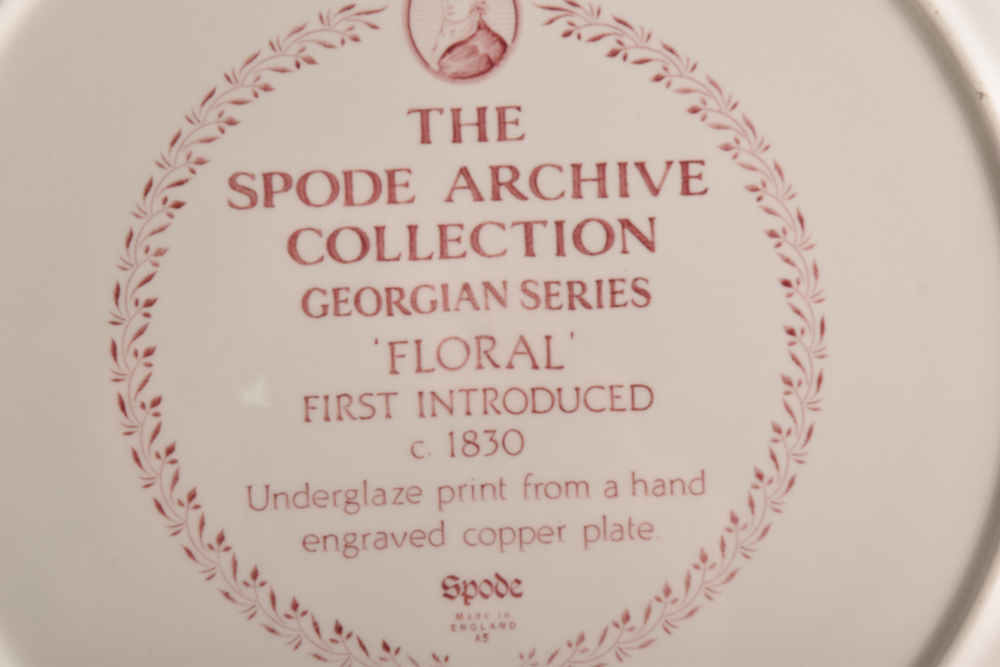 THE
SPODE ARCHIVE
COLLECTION
GEORGIAN SERIES
'FLORAL'
FIRST INTRODUCED
c. 1830
Underglaze print from a hand
engraved copper plate.
Spode
Made in
ENGLAND
A5